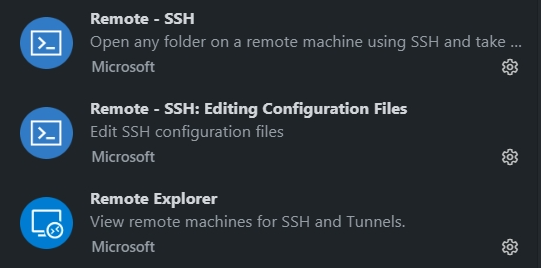 Remote - SSH
Open any folder on a remote machine using SSH and take ...
Microsoft
Remote - SSH: Editing Configuration Files
Edit SSH configuration files
Microsoft
Remote Explorer
View remote machines for SSH and Tunnels.
Microsoft